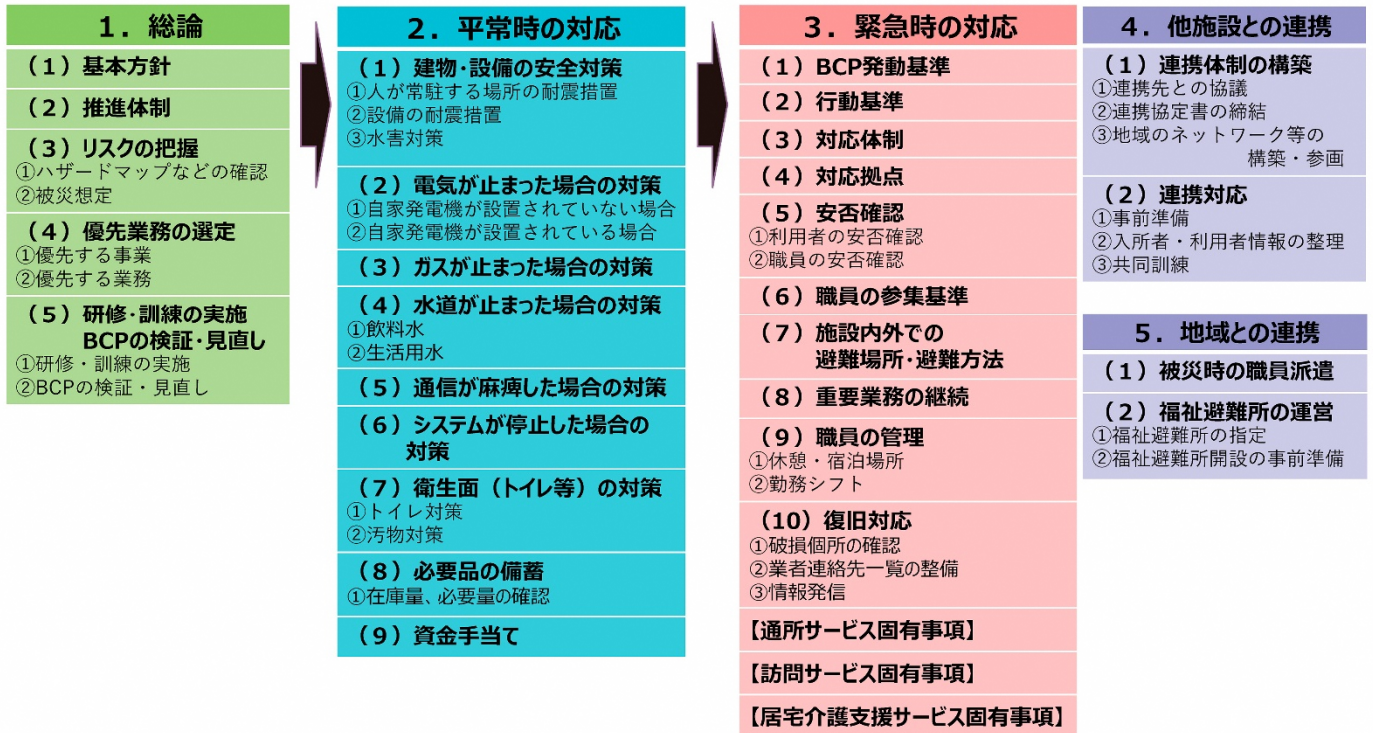 1．総論
（1）基本方針
（2）推進体制
（3）リスクの把握
①ハザードマップなどの確認
②被災想定
（4）優先業務の選定
①優先する事業
②優先する業務
（5）研修・訓練の実施
BCPの検証・見直し
①研修・訓練の実施
②BCPの検証・見直し
2．平常時の対応
（1）建物・設備の安全対策
①人が常駐する場所の耐震措置
②設備の耐震措置
③水害対策
（2）電気が止まった場合の対策
①自家発電機が設置されていない場合
②自家発電機が設置されている場合
（3）ガスが止まった場合の対策
（4）水道が止まった場合の対策
①飲料水
②生活用水
（5）通信が麻痺した場合の対策
（6）システムが停止した場合の
対策
（7）衛生面（トイレ等）の対策
①トイレ対策
②汚物対策
（8）必要品の備蓄
①在庫量、必要量の確認
（9）資金手当て
3．緊急時の対応
（1）BCP発動基準
（2）行動基準
（3）対応体制
（4）対応拠点
（5）安否確認
①利用者の安否確認
②職員の安否確認
（6）職員の参集基準
（7）施設内外での
避難場所・避難方法
（8）重要業務の継続
（9）職員の管理
①休憩・宿泊場所
②勤務シフト
（10）復旧対応
①破損個所の確認
②業者連絡先一覧の整備
③情報発信
【通所サービス固有事項】
【訪問サービス固有事項】
【居宅介護支援サービス固有事項】
4．他施設との連携
（1）連携体制の構築
①連携先との協議
②連携協定書の締結
③地域のネットワーク等の
構築・参画
（2）連携対応
①事前準備
②入所者・利用者情報の整理
③共同訓練
5．地域との連携
（1）被災時の職員派遣
（2）福祉避難所の運営
①福祉避難所の指定
②福祉避難所開設の事前準備